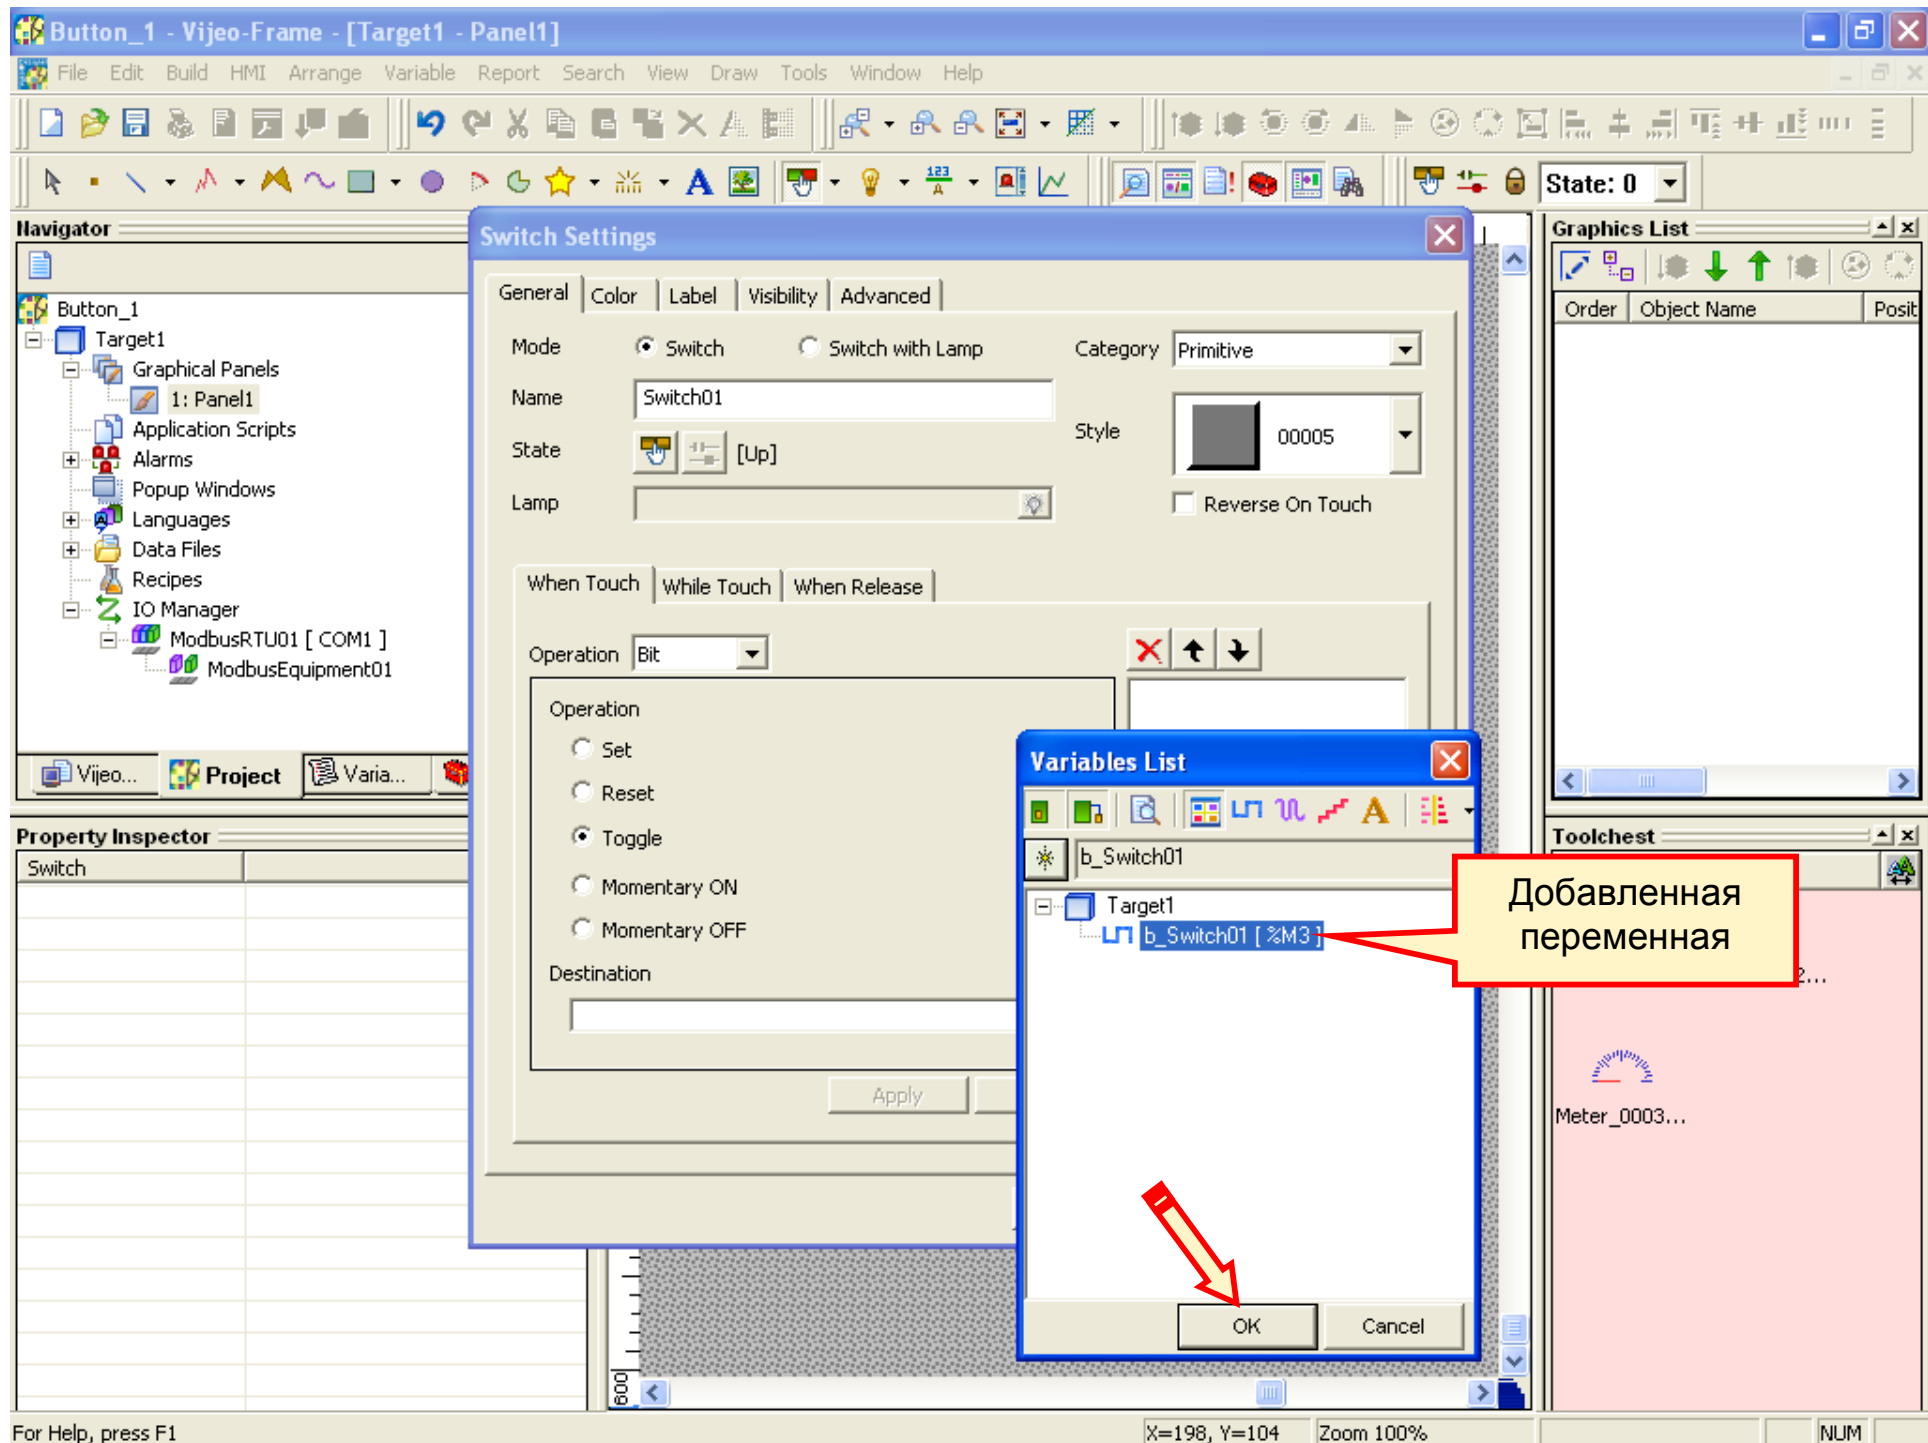 Button_1 - Vijeo-Frame - [Target1 - Panel1]
File Edit Build HMI Arrange Variable Report Search View Draw Tools Window Help
State: 0
Navigator
Button_1
Target1
Graphical Panels
1: Panel1
Application Scripts
Alarms
Popup Windows
Languages
Data Files
Recipes
IO Manager
ModbusRTU01 [ COM1 ]
ModbusEquipment01
Vijeo...
Project
Varia...
Property Inspector
Switch
Switch Settings
General Color Label Visibility Advanced
Mode Switch Switch with Lamp
Category Primitive
Name Switch01
Style 00005
State [Up]
Lamp
Reverse On Touch
When Touch While Touch When Release
Operation Bit
Operation
Set
Reset
Toggle
Momentary ON
Momentary OFF
Destination
Apply
Variables List
b_Switch01
Target1
b_Switch01 [ %M3 ]
OK Cancel
Добавленная
переменная
Graphics List
Order Object Name Posit
Toolchest
2...
Meter_0003...
600
For Help, press F1
X=198, Y=104 Zoom 100%
NUM